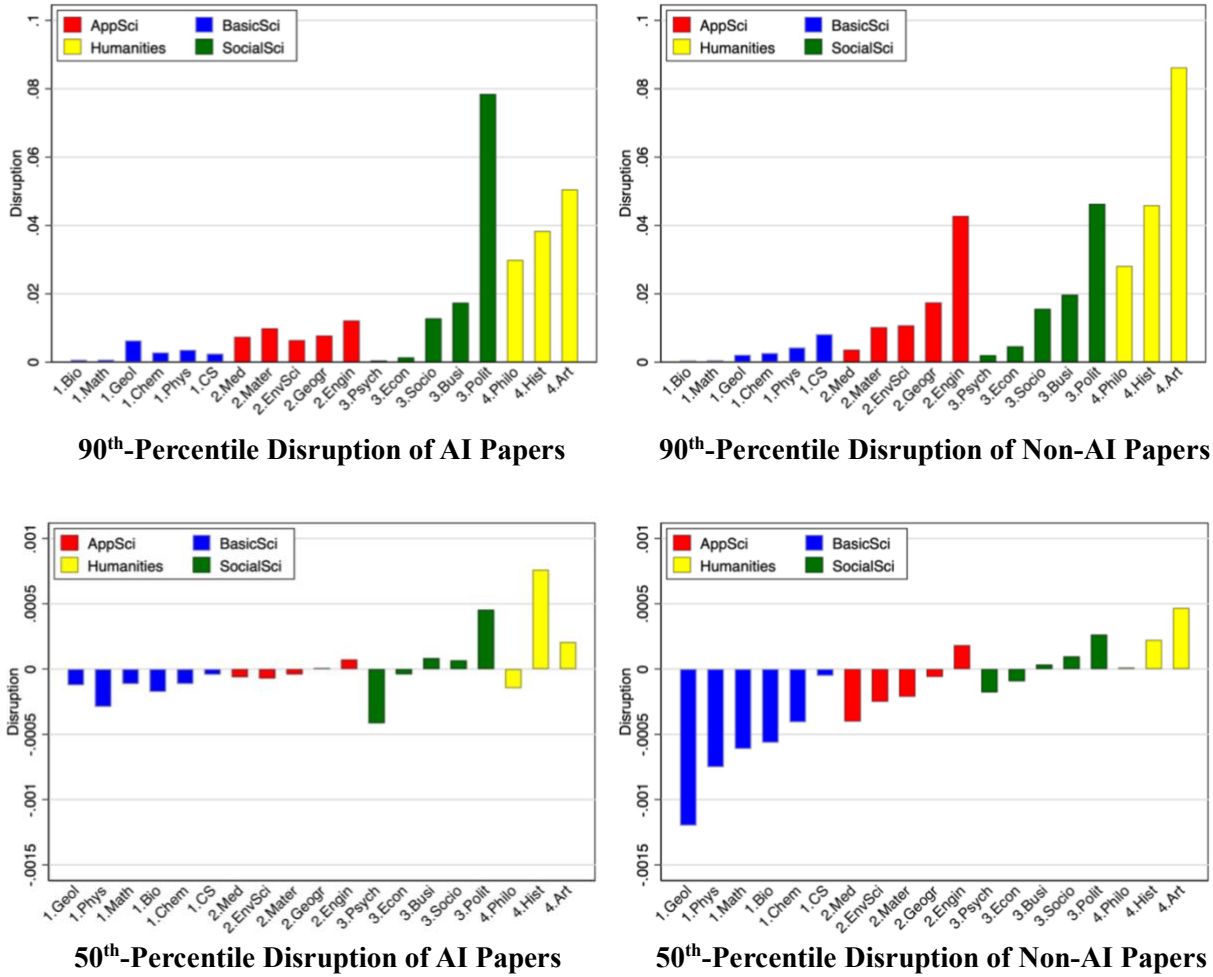 AppSci BasicSci
Humanities SocialSci
Disruption
.1
.08
.06
.04
.02
0
1.Bio 1.Math 1.Geol 1.Chem 1.Phys 1.CS 2.Med 2.Mater 2.EnvSci 2.Geogr 2.Engin 3.Psych 3.Econ 3.Socio 3.Busi 3.Polit 4.Philo 4.Hist 4.Art
90th-Percentile Disruption of AI Papers
AppSci BasicSci
Humanities SocialSci
Disruption
.1
.08
.06
.04
.02
0
1.Bio 1.Math 1.Geol 1.Chem 1.Phys 1.CS 2.Med 2.Mater 2.EnvSci 2.Geogr 2.Engin 3.Psych 3.Econ 3.Socio 3.Busi 3.Polit 4.Philo 4.Hist 4.Art
90th-Percentile Disruption of Non-AI Papers
AppSci BasicSci
Humanities SocialSci
Disruption
.001
.0005
0
-.0005
-.001
-.0015
1.Geol 1.Phys 1.Math 1.Bio 1.Chem 1.CS 2.Med 2.EnvSci 2.Mater 2.Geogr 2.Engin 3.Psych 3.Econ 3.Busi 3.Socio 3.Polit 4.Philo 4.Hist 4.Art
50th-Percentile Disruption of AI Papers
AppSci BasicSci
Humanities SocialSci
Disruption
.001
.0005
0
-.0005
-.001
-.0015
1.Geol 1.Phys 1.Math 1.Bio 1.Chem 1.CS 2.Med 2.EnvSci 2.Mater 2.Geogr 2.Engin 3.Psych 3.Econ 3.Busi 3.Socio 3.Polit 4.Philo 4.Hist 4.Art
50th-Percentile Disruption of Non-AI Papers